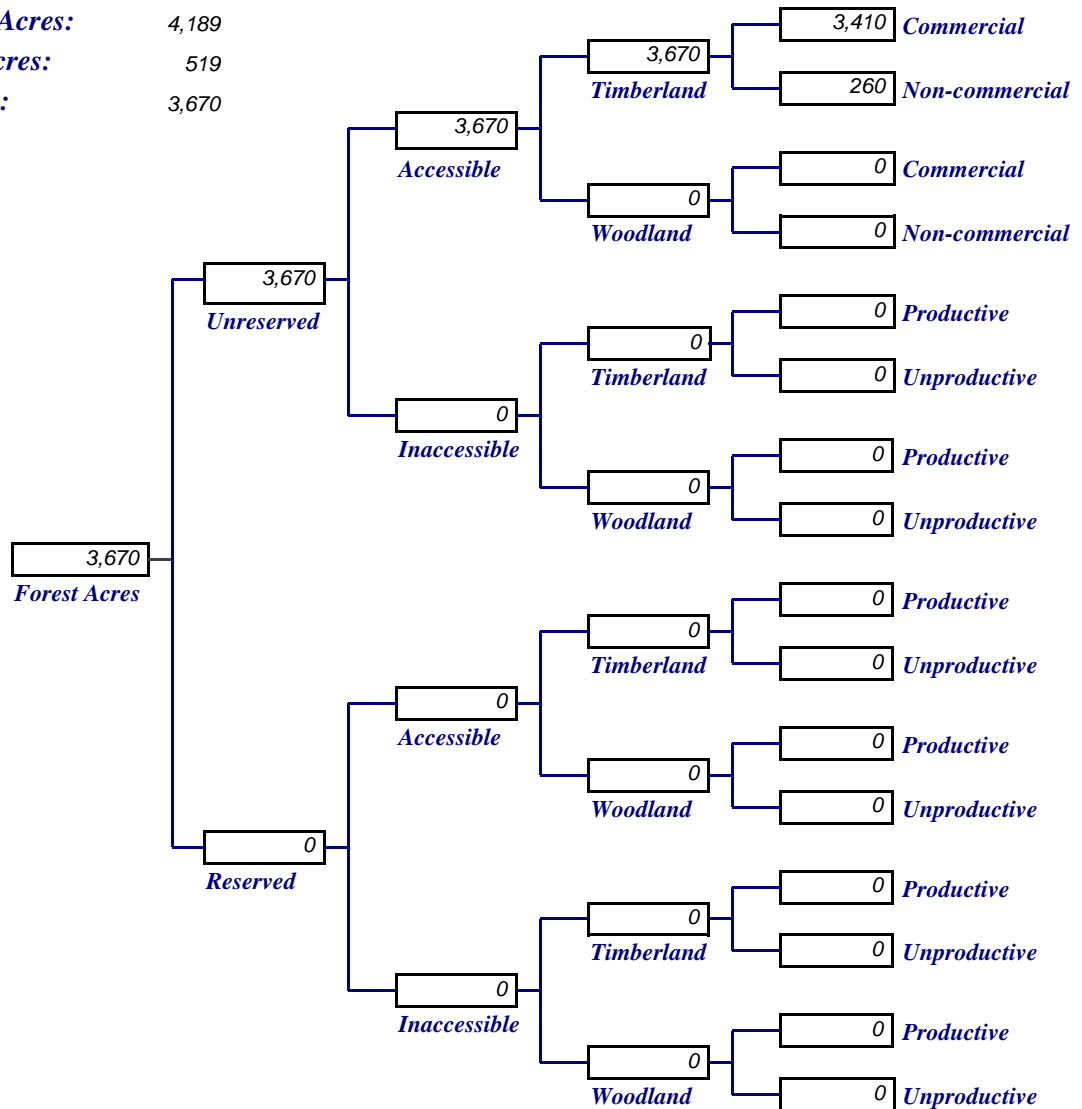 Acres: 4,189
cres: 519
: 3,670
3,410 Commercial
3,670
Timberland
260 Non-commercial
3,670
Accessible
0 Commercial
0
Woodland
0 Non-commercial
3,670
Unreserved
0 Productive
0
Timberland
0 Unproductive
0
Inaccessible
0 Productive
0
Woodland
0 Unproductive
3,670
Forest Acres
0 Productive
0
Timberland
0 Unproductive
0
Accessible
0 Productive
0
Woodland
0 Unproductive
0
Reserved
0 Productive
0
Timberland
0 Unproductive
0
Inaccessible
0 Productive
0
Woodland
0 Unproductive